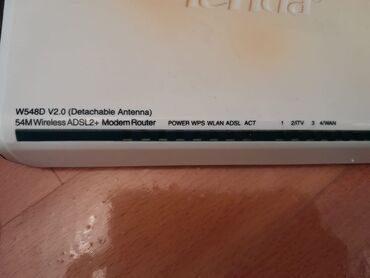 Tenda
W548D V2.0 (Detachable Antenna)
54M Wireless ADSL2+ Modem Router POWER WPS WLAN ADSL ACT 1 2/ITV 3 4/WAN